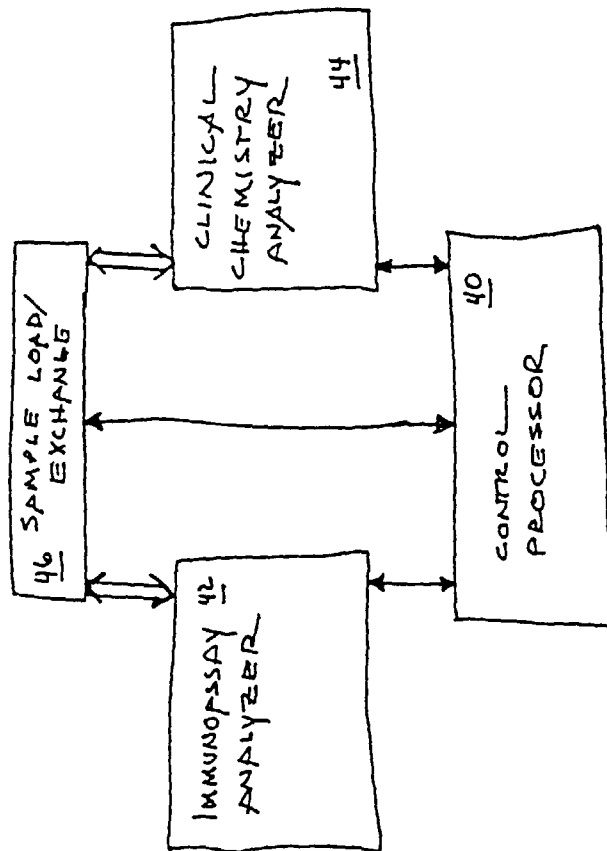 46 SAMPLE LOAD/
EXCHANGE
IMMUNOASSAY 42
ANALYZER
CLINICAL
CHEMISTRY
ANALYZER
44
CONTROL 40
PROCESSOR